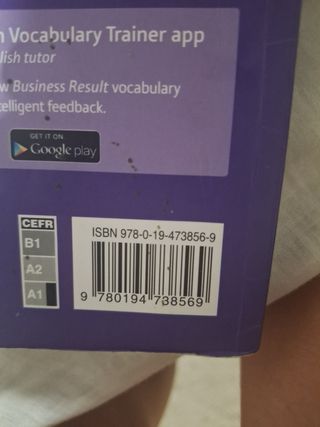 Vocabulary Trainer app
lish tutor
Business Result vocabulary
telligent feedback.
GET IT ON
Google play
CEFR
B1
A2
A1
ISBN 978-0-19-473856-9
9 780194 738569